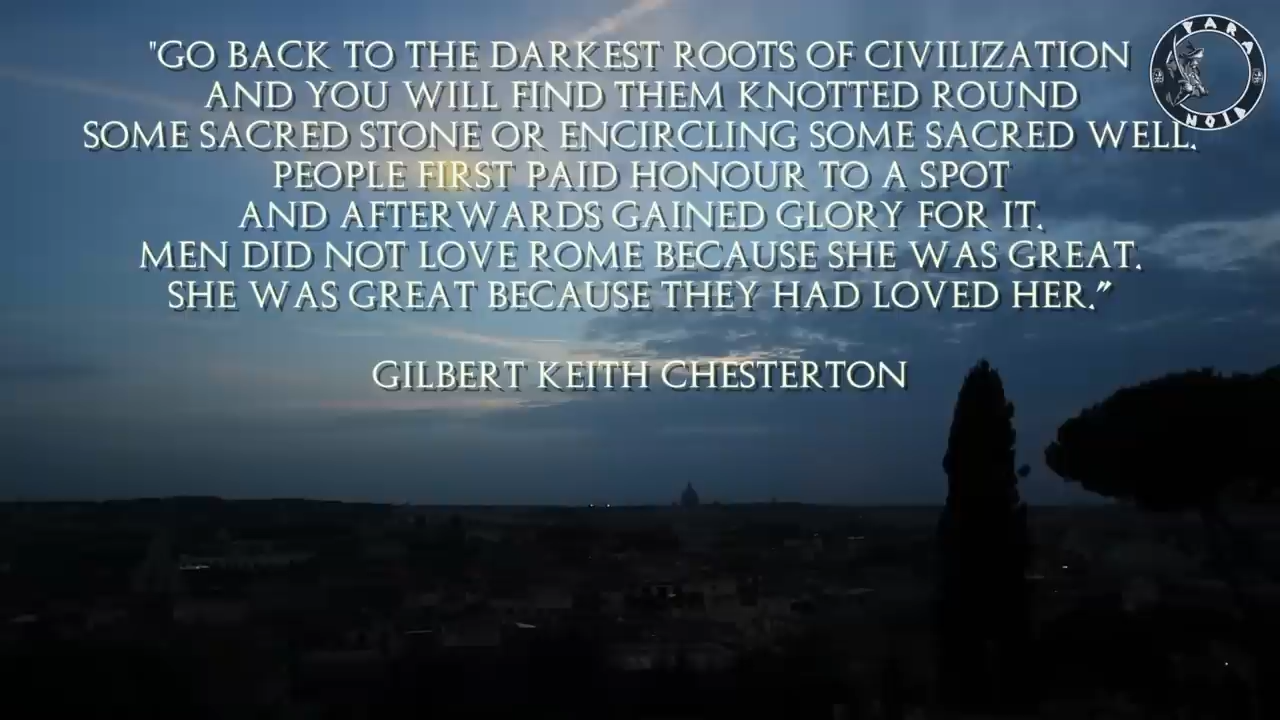 "GO BACK TO THE DARKEST ROOTS OF CIVILIZATION
AND YOU WILL FIND THEM KNOTTED ROUND
SOME SACRED STONE OR ENCIRCLING SOME SACRED WELL.
PEOPLE FIRST PAID HONOUR TO A SPOT
AND AFTERWARDS GAINED GLORY FOR IT.
MEN DID NOT LOVE ROME BECAUSE SHE WAS GREAT.
SHE WAS GREAT BECAUSE THEY HAD LOVED HER."
GILBERT KEITH CHESTERTON
VARA
NOID